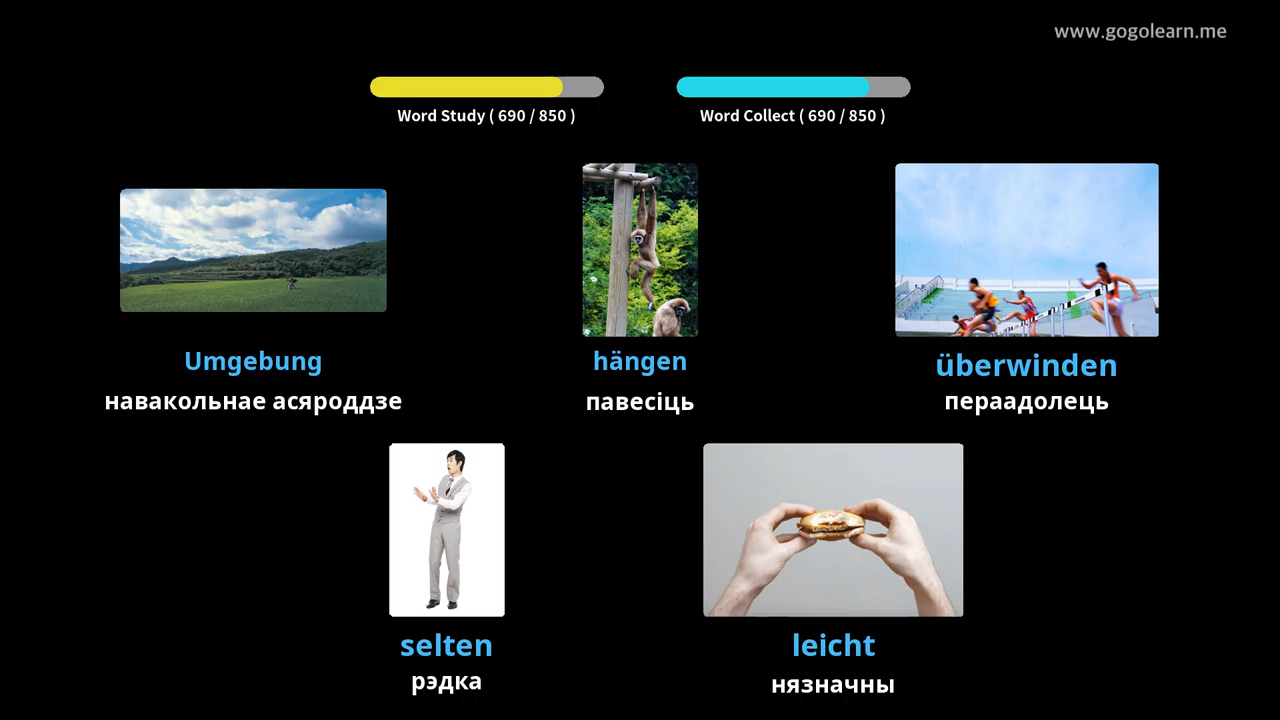 www.gogolearn.me
Word Study ( 690 / 850 )
Word Collect ( 690 / 850 )
Umgebung
навакольнае асяроддзе
hängen
павесіць
überwinden
пераадолець
selten
рэдка
leicht
нязначны